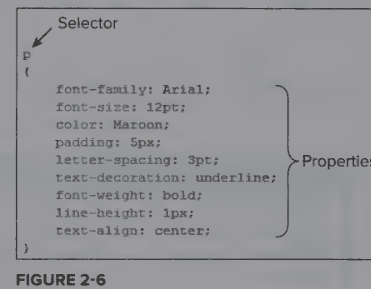 Selector
p
{
font-family: Arial;
font-size: 12pt;
color: Maroon;
padding: 5px;
letter-spacing: 3pt;
text-decoration: underline;
Properties
font-weight: bold;
line-height: 1px;
text-align: center;
}
FIGURE 2-6